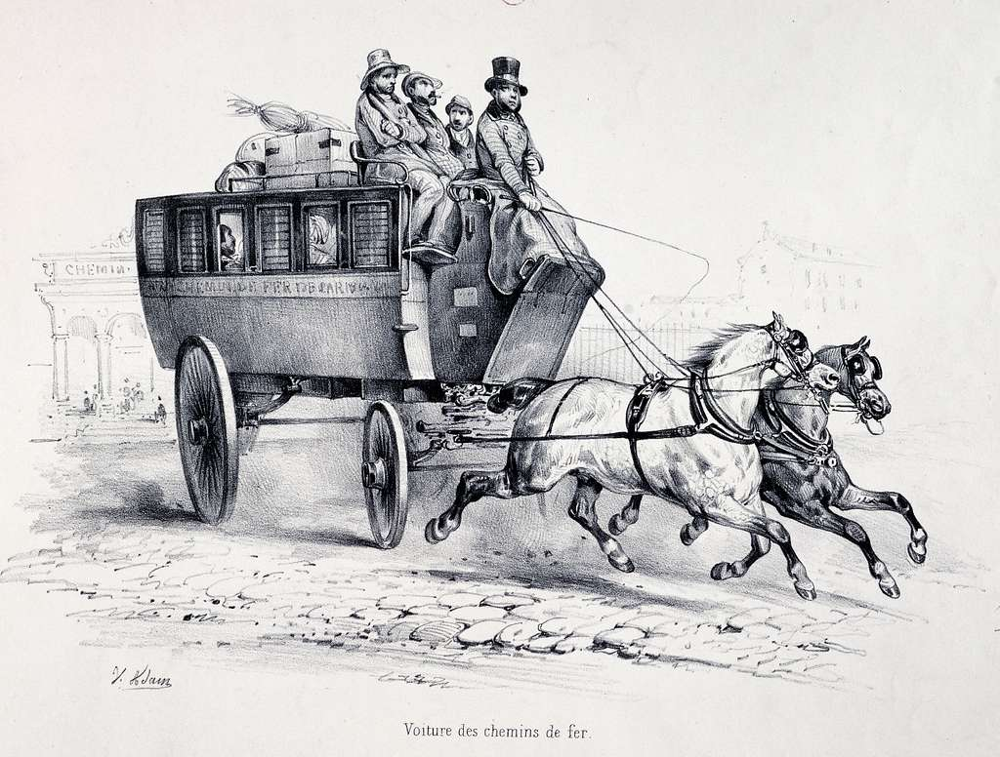 CHEMIN
CHEMIN DE FER DE PARIS
V. Adam
Voiture des chemins de fer.